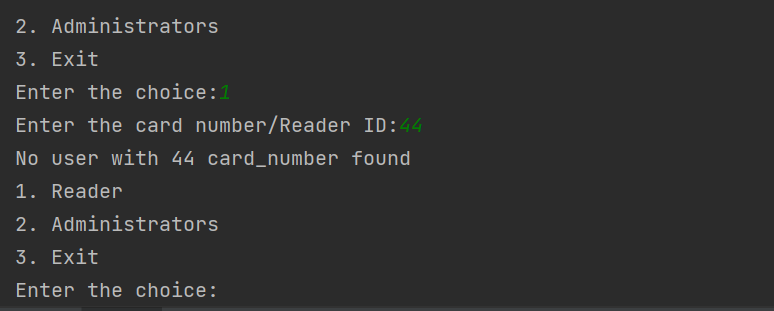 2. Administrators
3. Exit
Enter the choice:1
Enter the card number/Reader ID:44
No user with 44 card_number found
1. Reader
2. Administrators
3. Exit
Enter the choice: